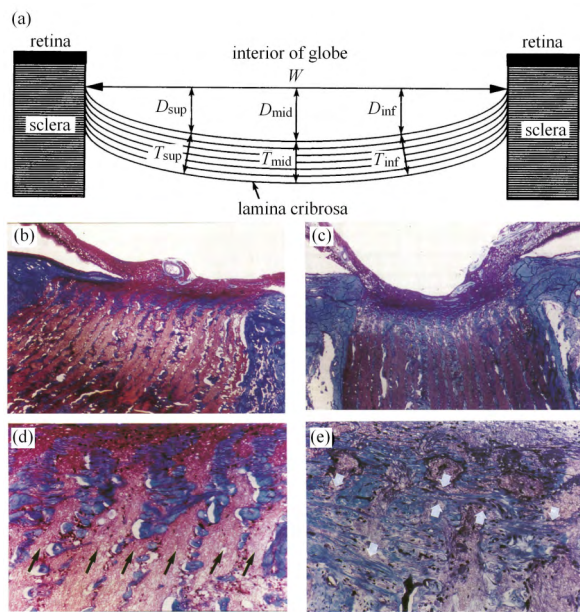 (a)
retina
retina
interior of globe
W
Dsup
Dmid
Dinf
sclera
sclera
Tsup
Tmid
Tinf
lamina cribrosa
(b)
(c)
(d)
(e)